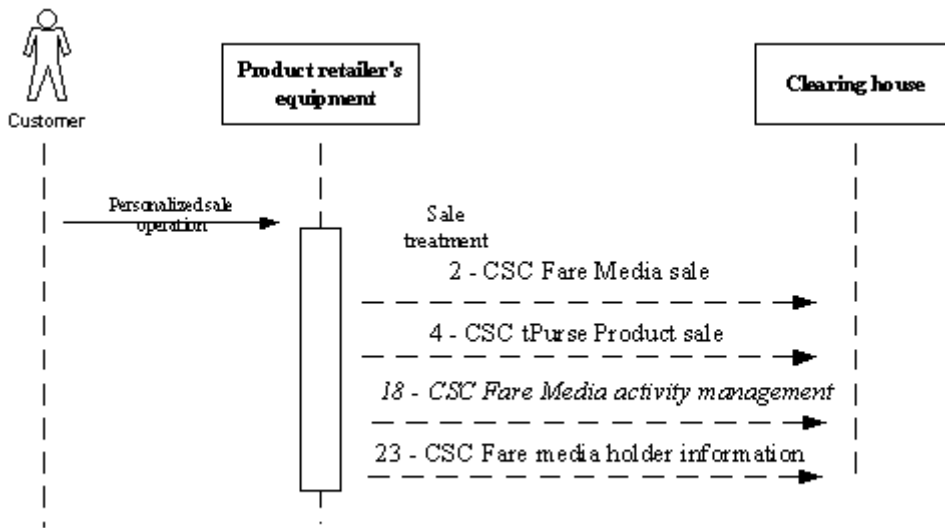 Product retailer's
equipment
Clearing house
Customer
Personalized sale
operation
Sale
treatment
2 - CSC Fare Media sale
4 - CSC tPurse Product sale
18 - CSC Fare Media activity management
23 - CSC Fare media holder information